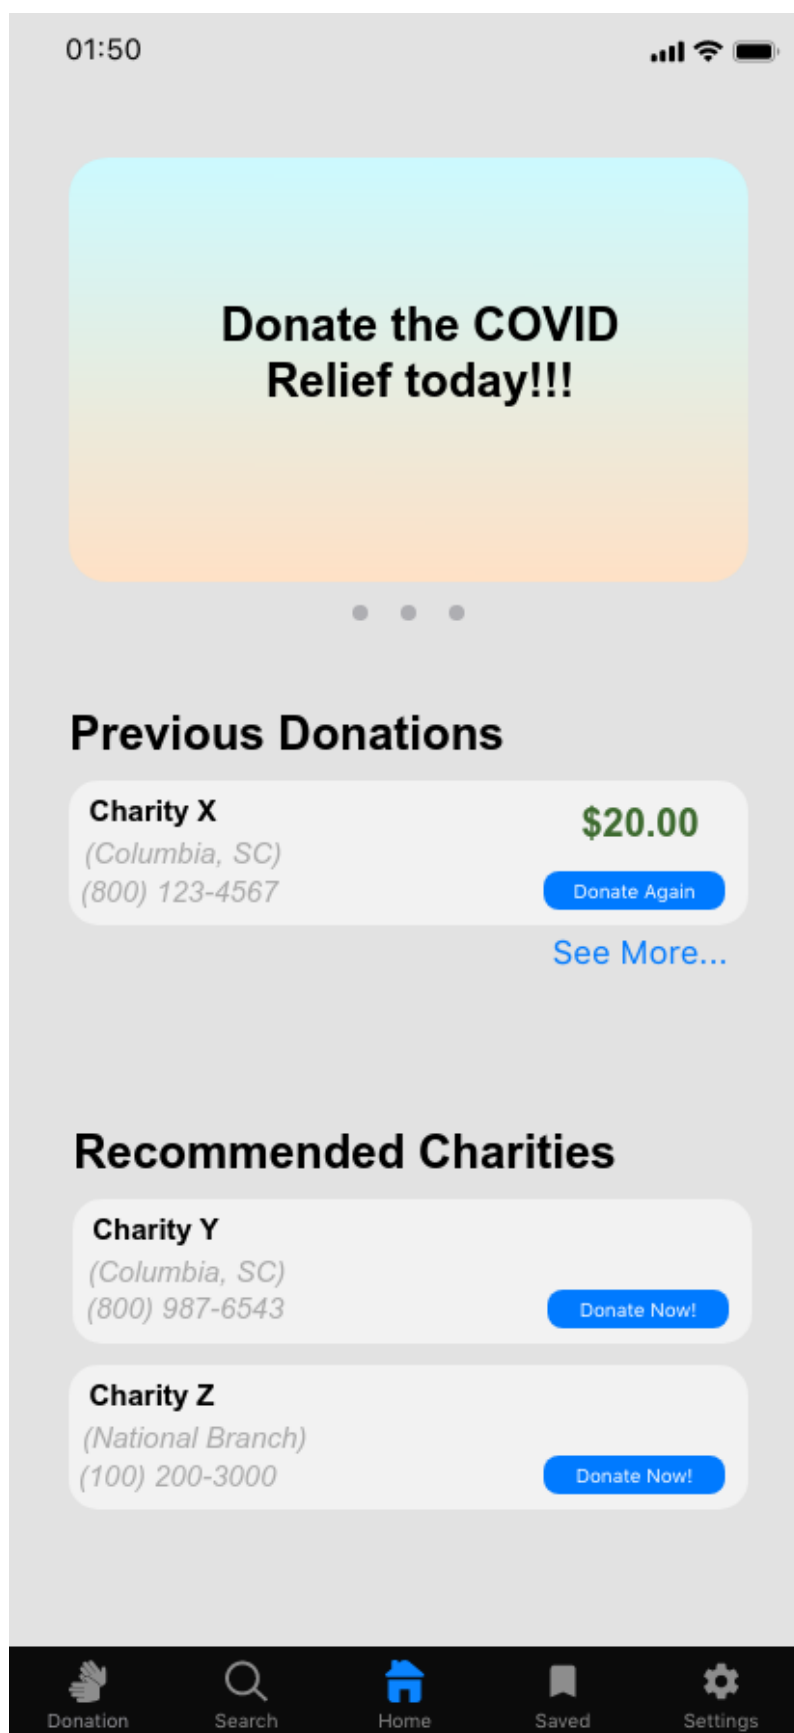 01:50
Donate the COVID
Relief today!!!
Previous Donations
Charity X
$20.00
(Columbia, SC)
(800) 123-4567
Donate Again
See More...
Recommended Charities
Charity Y
(Columbia, SC)
(800) 987-6543
Donate Now!
Charity Z
(National Branch)
(100) 200-3000
Donate Now!
Donation Search Home Saved Settings